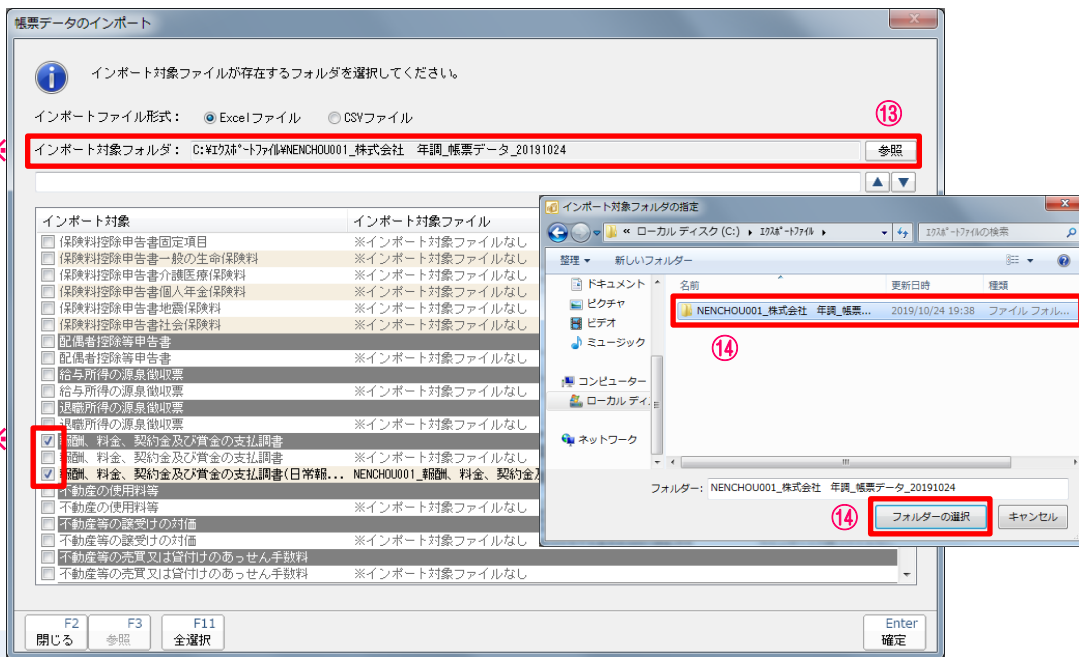 帳票データのインポート
インポート対象ファイルが存在するフォルダを選択してください。
インポートファイル形式： Excelファイル CSVファイル
⑬
※
インポート対象フォルダ： C:¥ｴｸｽﾎﾟｰﾄﾌｧｲﾙ¥NENCHOU001_株式会社 年調_帳票データ_20191024 参照
▲ ▼
インポート対象 インポート対象ファイル
保険料控除申告書固定項目 ※インポート対象ファイルなし
保険料控除申告書一般の生命保険料 ※インポート対象ファイルなし
保険料控除申告書介護医療保険料 ※インポート対象ファイルなし
保険料控除申告書個人年金保険料 ※インポート対象ファイルなし
保険料控除申告書地震保険料 ※インポート対象ファイルなし
保険料控除申告書社会保険料 ※インポート対象ファイルなし
配偶者控除等申告書
配偶者控除等申告書 ※インポート対象ファイルなし
給与所得の源泉徴収票
給与所得の源泉徴収票 ※インポート対象ファイルなし
退職所得の源泉徴収票
退職所得の源泉徴収票 ※インポート対象ファイルなし
※
報酬、料金、契約金及び賞金の支払調書
報酬、料金、契約金及び賞金の支払調書 ※インポート対象ファイルなし
報酬、料金、契約金及び賞金の支払調書(日常報... NENCHOU001_報酬、料金、契約金及
不動産の使用料等
不動産の使用料等 ※インポート対象ファイルなし
不動産等の譲受けの対価
不動産等の譲受けの対価 ※インポート対象ファイルなし
不動産等の売買又は貸付けのあっせん手数料
不動産等の売買又は貸付けのあっせん手数料 ※インポート対象ファイルなし
F2 閉じる
F3 参照
F11 全選択
Enter 確定
インポート対象フォルダの指定
« ローカル ディスク (C:) ▸ ｴｸｽﾎﾟｰﾄﾌｧｲﾙ ▸ ｴｸｽﾎﾟｰﾄﾌｧｲﾙの検索
整理 ▾ 新しいフォルダー
名前 更新日時 種類
NENCHOU001_株式会社 年調_帳票... 2019/10/24 19:38 ファイル フォル...
⑭
ドキュメント
ピクチャ
ビデオ
ミュージック
コンピューター
ローカル ディ
ネットワーク
フォルダー: NENCHOU001_株式会社 年調_帳票データ_20191024
⑭ フォルダーの選択 キャンセル